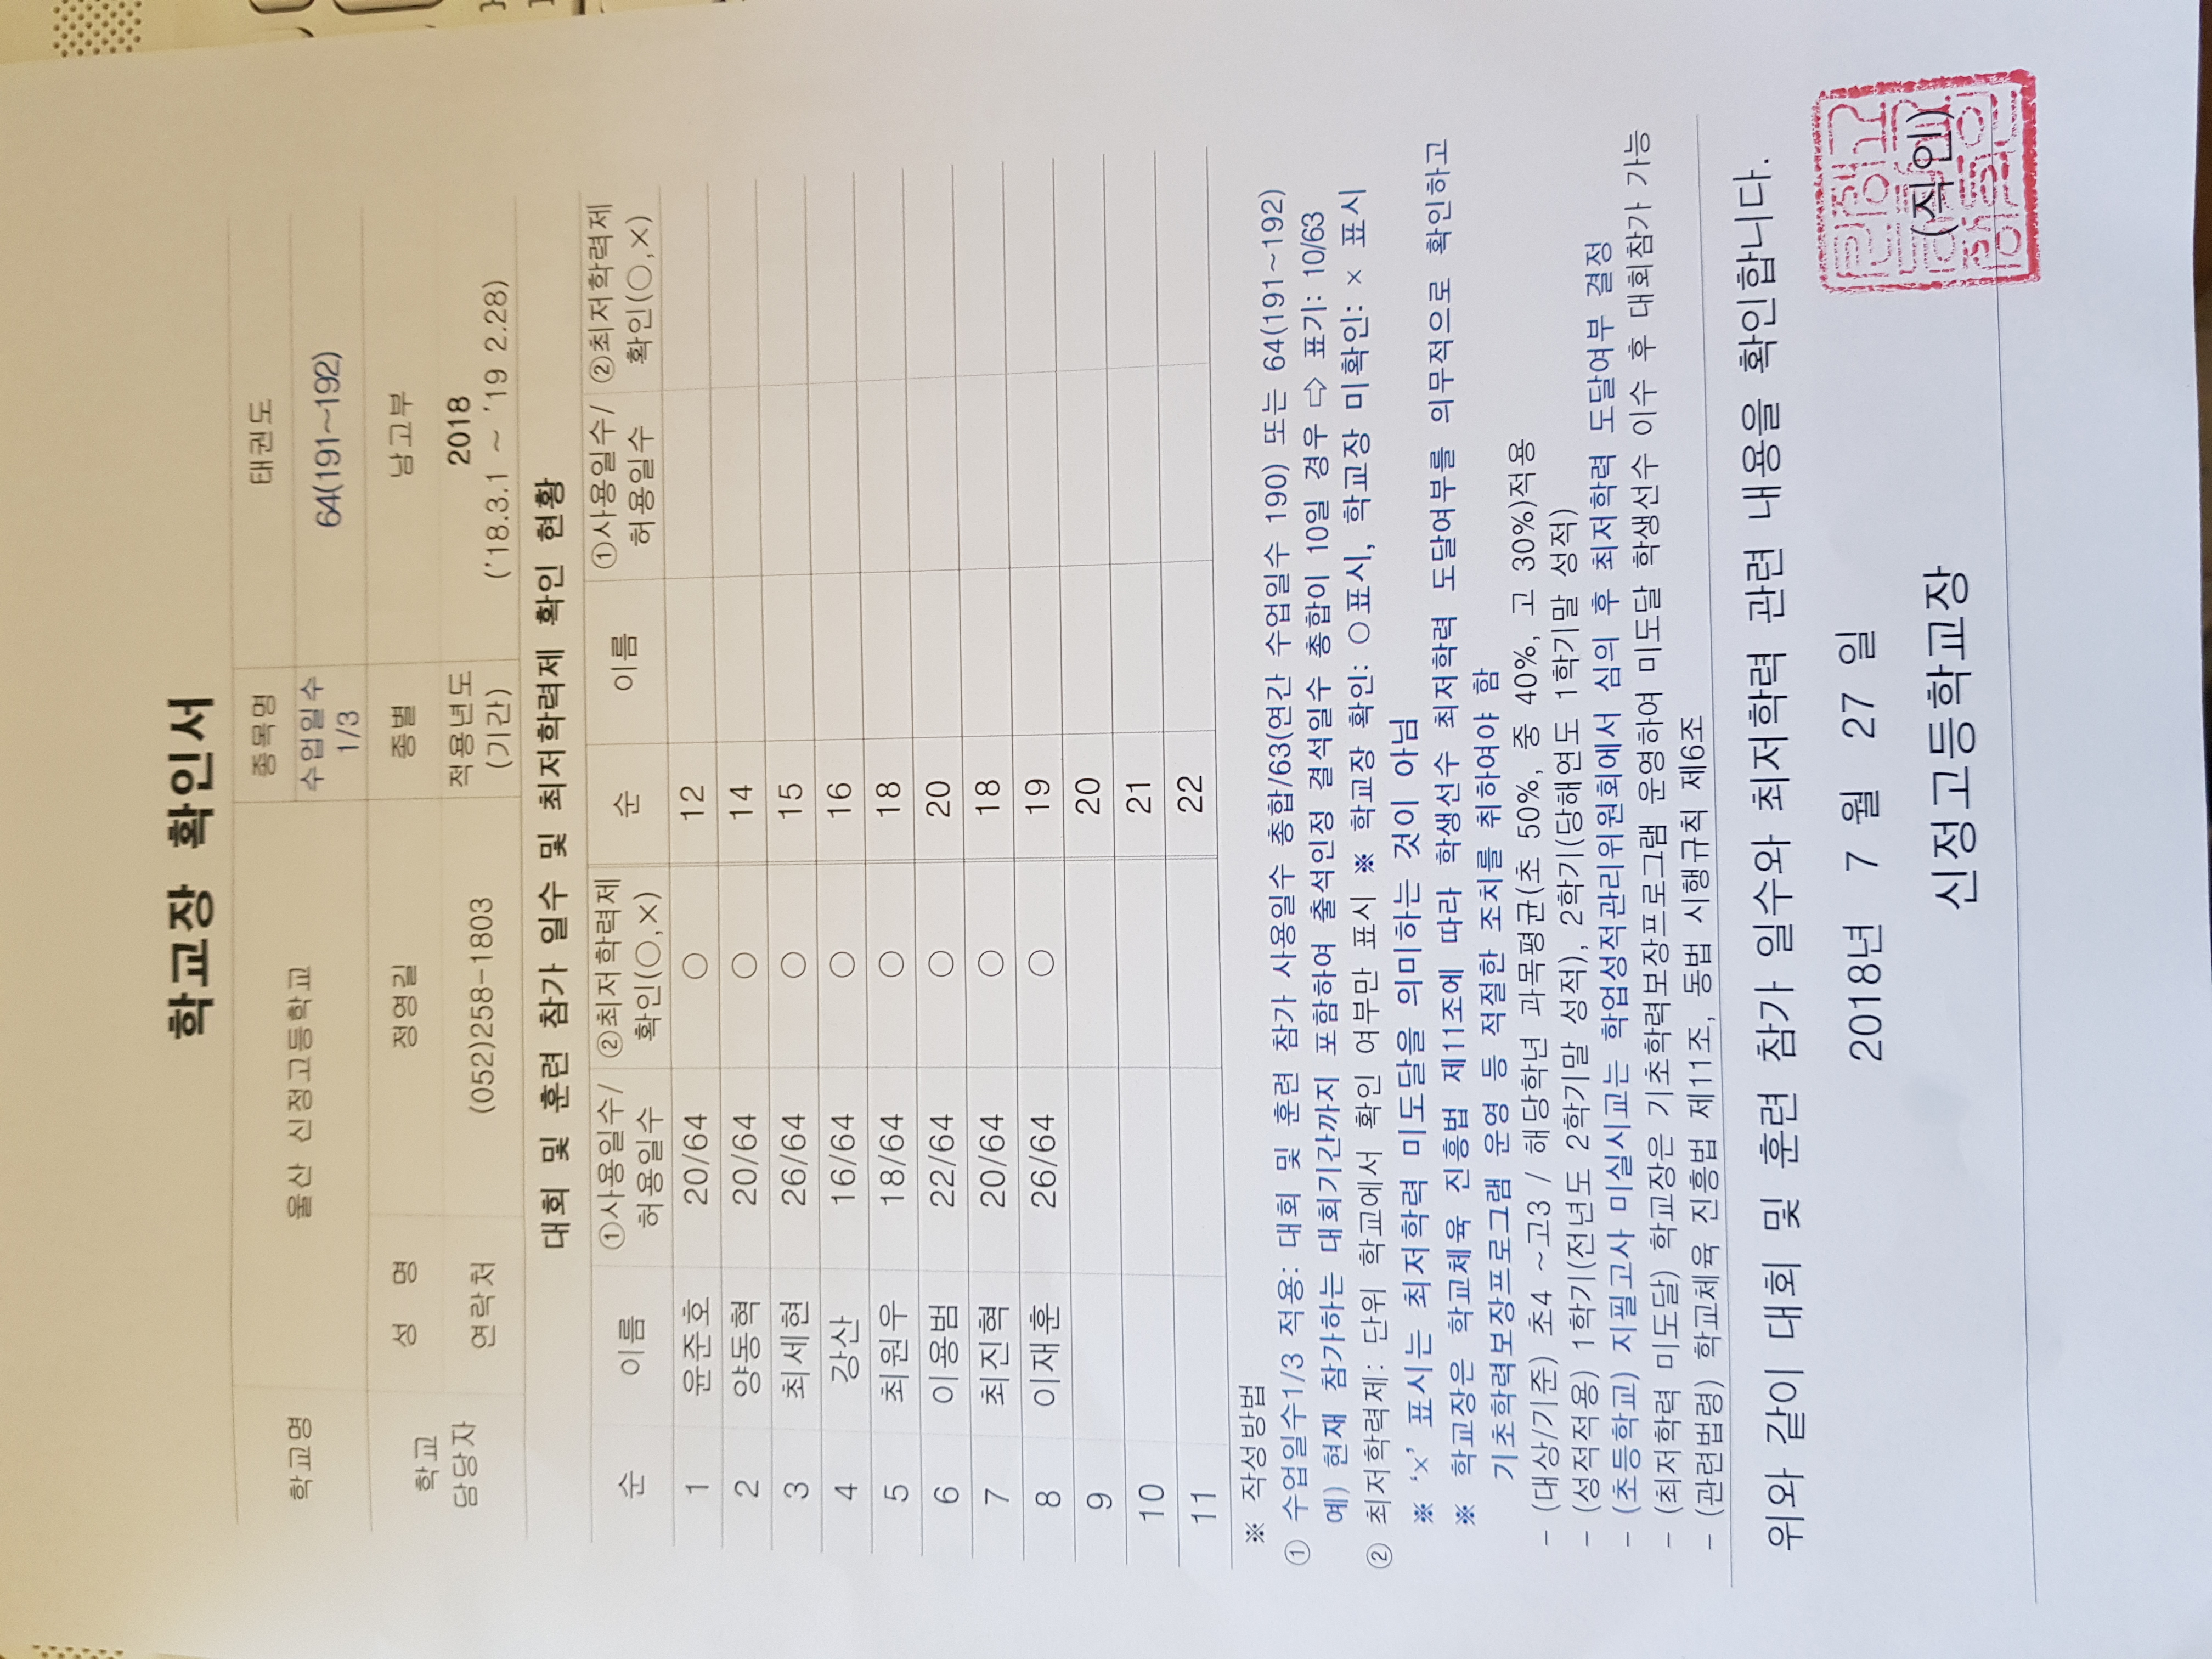 학교장 확인서
학교명 울산 신정고등학교 종목명 태권도
수업일수 1/3 64(191~192)
학교 담당자 성 명 정영길 종별 남고부
연락처 (052)258-1803 적용년도 (기간) 2018 ('18.3.1 ~ '19 2.28)
대회 및 훈련 참가 일수 및 최저학력제 확인 현황
순 이름 ①사용일수/허용일수 ②최저학력제 확인(○,×) 순 이름 ①사용일수/허용일수 ②최저학력제 확인(○,×)
1 윤준호 20/64 ○ 12
2 양동혁 20/64 ○ 14
3 최세현 26/64 ○ 15
4 강산 16/64 ○ 16
5 최원우 18/64 ○ 18
6 이용범 22/64 ○ 20
7 최진혁 20/64 ○ 18
8 이재훈 26/64 ○ 19
9 20
10 21
11 22
※ 작성방법
① 수업일수1/3 적용: 대회 및 훈련 참가 사용일수 총합/63(연간 수업일수 190) 또는 64(191~192)
예) 현재 참가하는 대회기간까지 포함하여 출석인정 결석일수 총합이 10일 경우 ⇨ 표기: 10/63
② 최저학력제: 단위 학교에서 확인 여부만 표시 ※ 학교장 확인: ○표시, 학교장 미확인: × 표시
※ '×' 표시는 최저학력 미도달을 의미하는 것이 아님
※ 학교장은 학교체육 진흥법 제11조에 따라 학생선수 최저학력 도달여부를 의무적으로 확인하고
기초학력보장프로그램 운영 등 적절한 조치를 취하여야 함
- (대상/기준) 초4 ~고3 / 해당학년 과목평균(초 50%, 중 40%, 고 30%)적용
- (성적적용) 1학기(전년도 2학기말 성적), 2학기(당해연도 1학기말 성적)
- (초등학교) 지필고사 미실시교는 학업성적관리위원회에서 심의 후 최저학력 도달여부 결정
- (최저학력 미도달) 학교장은 기초학력보장프로그램 운영하여 미도달 학생선수 이수 후 대회참가 가능
- (관련법령) 학교체육 진흥법 제11조, 동법 시행규칙 제6조
위와 같이 대회 및 훈련 참가 일수와 최저학력 관련 내용을 확인합니다.
2018년 7 월 27 일
신정고등학교장 (직인)